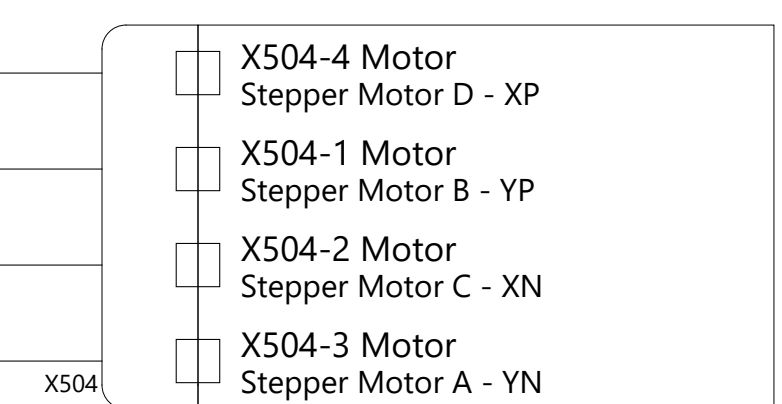 X504-4 Motor
Stepper Motor D - XP
X504-1 Motor
Stepper Motor B - YP
X504-2 Motor
Stepper Motor C - XN
X504-3 Motor
Stepper Motor A - YN
X504